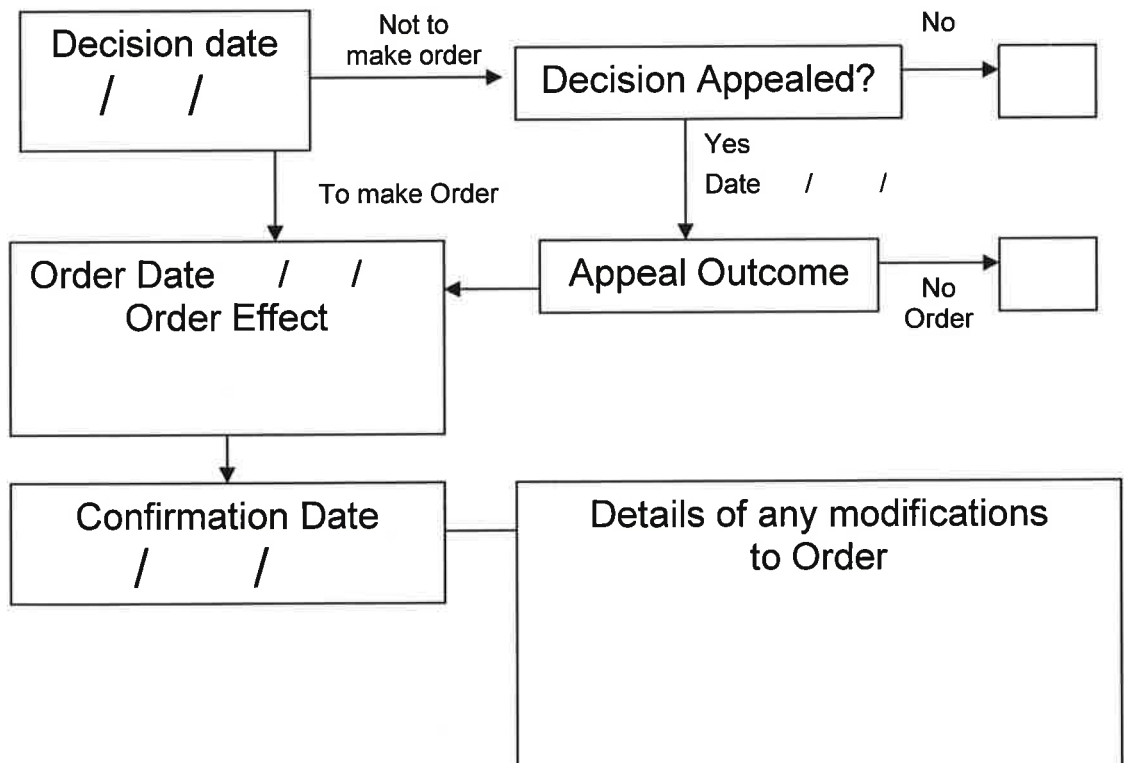 Decision date
/ /
Not to
make order
Decision Appealed?
No
Yes
Date / /
To make Order
Order Date / /
Order Effect
Appeal Outcome
No
Order
Confirmation Date
/ /
Details of any modifications
to Order